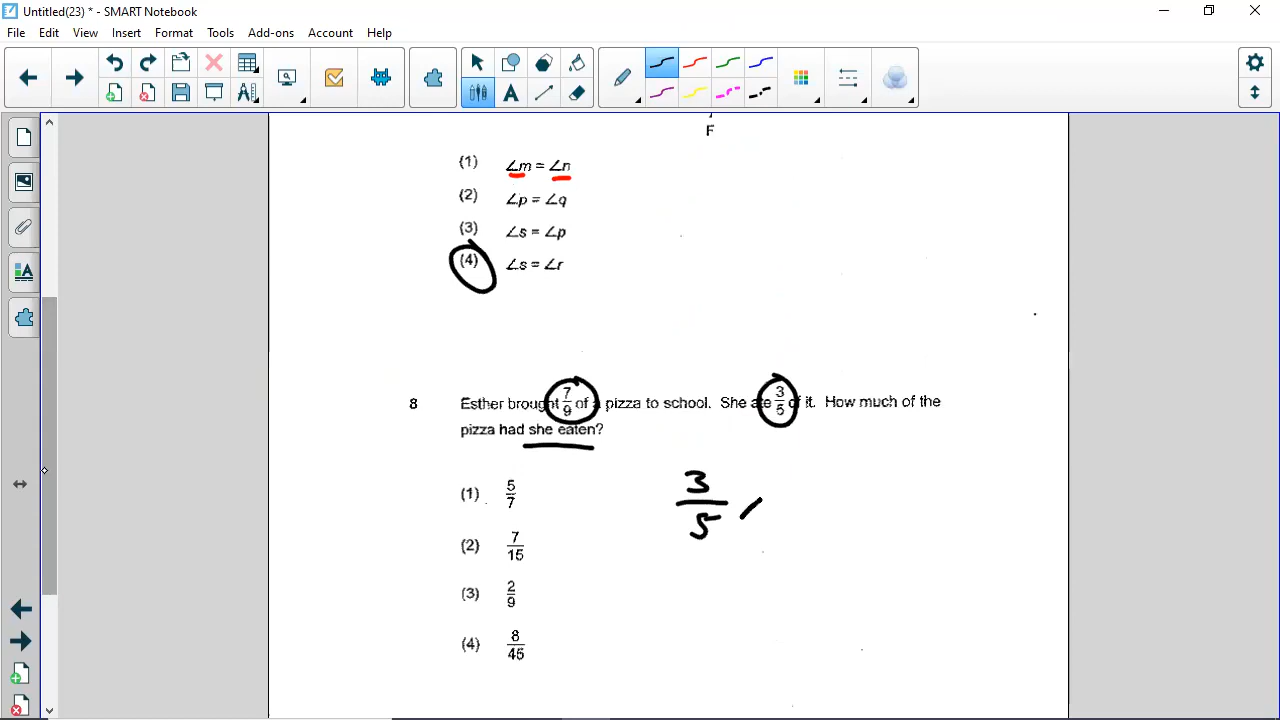 Untitled(23) * - SMART Notebook
File Edit View Insert Format Tools Add-ons Account Help
F
(1) ∠m = ∠n
(2) ∠p = ∠q
(3) ∠s = ∠p
(4) ∠s = ∠r
8 Esther brought 7/9 of a pizza to school. She ate 3/5 of it. How much of the
pizza had she eaten?
(1) 5/7
(2) 7/15
(3) 2/9
(4) 8/45
3/5